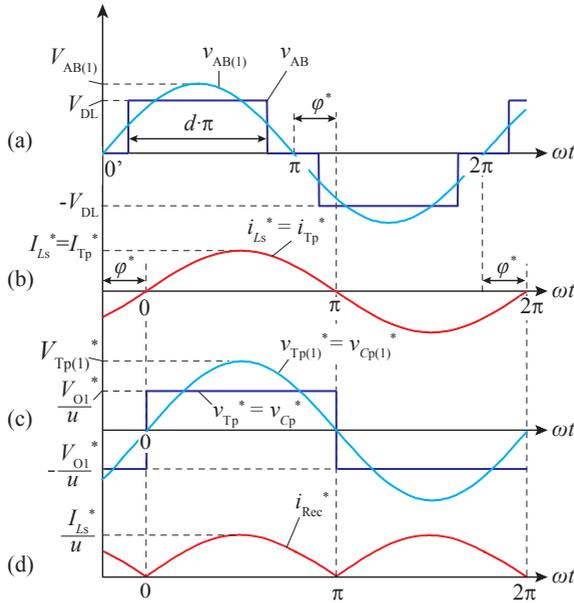 V_AB(1)
v_AB(1)
v_AB
V_DL
φ*
(a)
d·π
0'
π
2π
ωt
-V_DL
I_Ls*=I_Tp*
i_Ls*= i_Tp*
φ*
φ*
(b)
0
π
2π
ωt
V_Tp(1)*
v_Tp(1)*= v_Cp(1)*
V_O1*
u
(c)
v_Tp*= v_Cp*
0
ωt
-V_O1*
u
I_Ls*
u
i_Rec*
(d)
0
π
2π
ωt